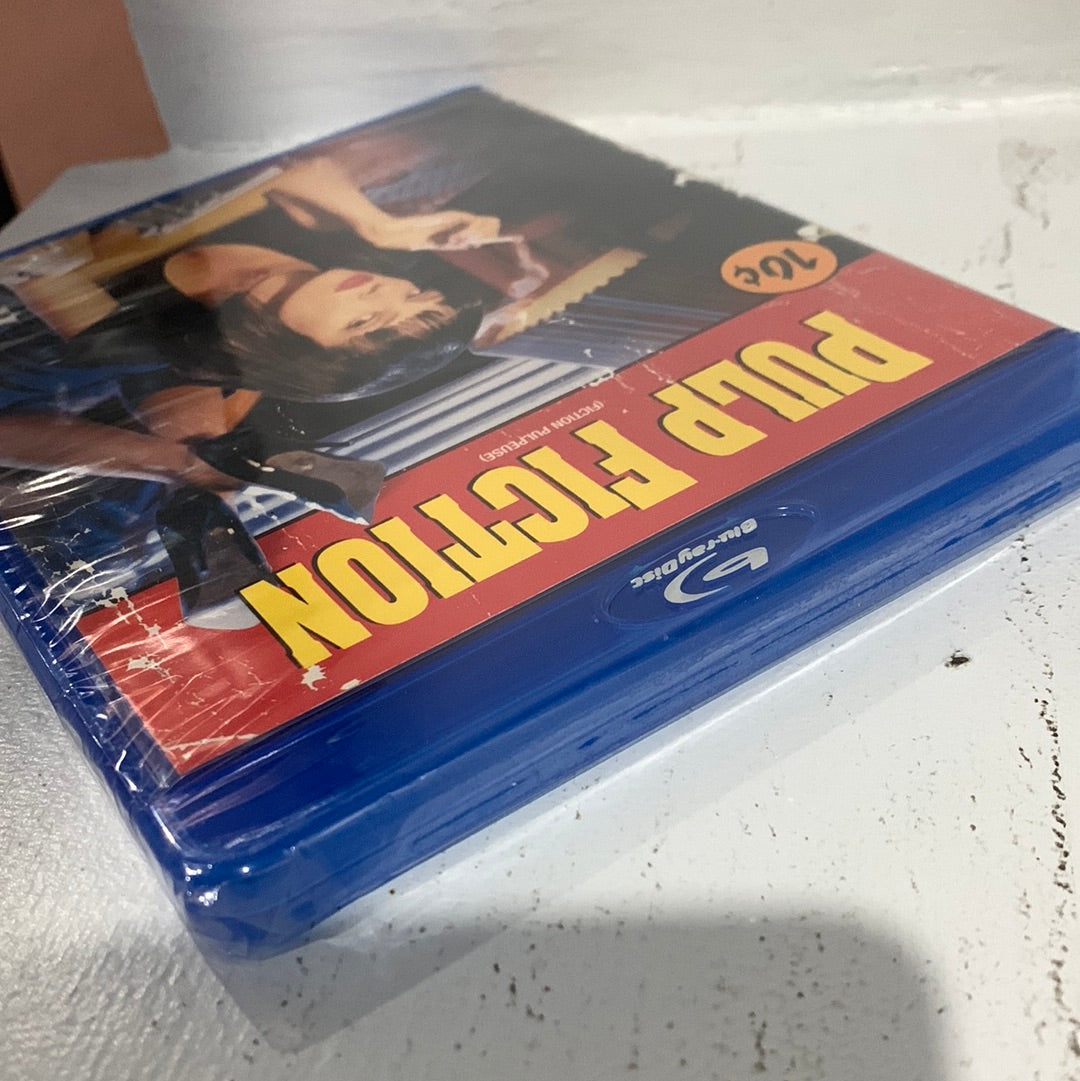 PULP FICTION
(FICTION PULPEUSE)
10¢
Blu-ray Disc